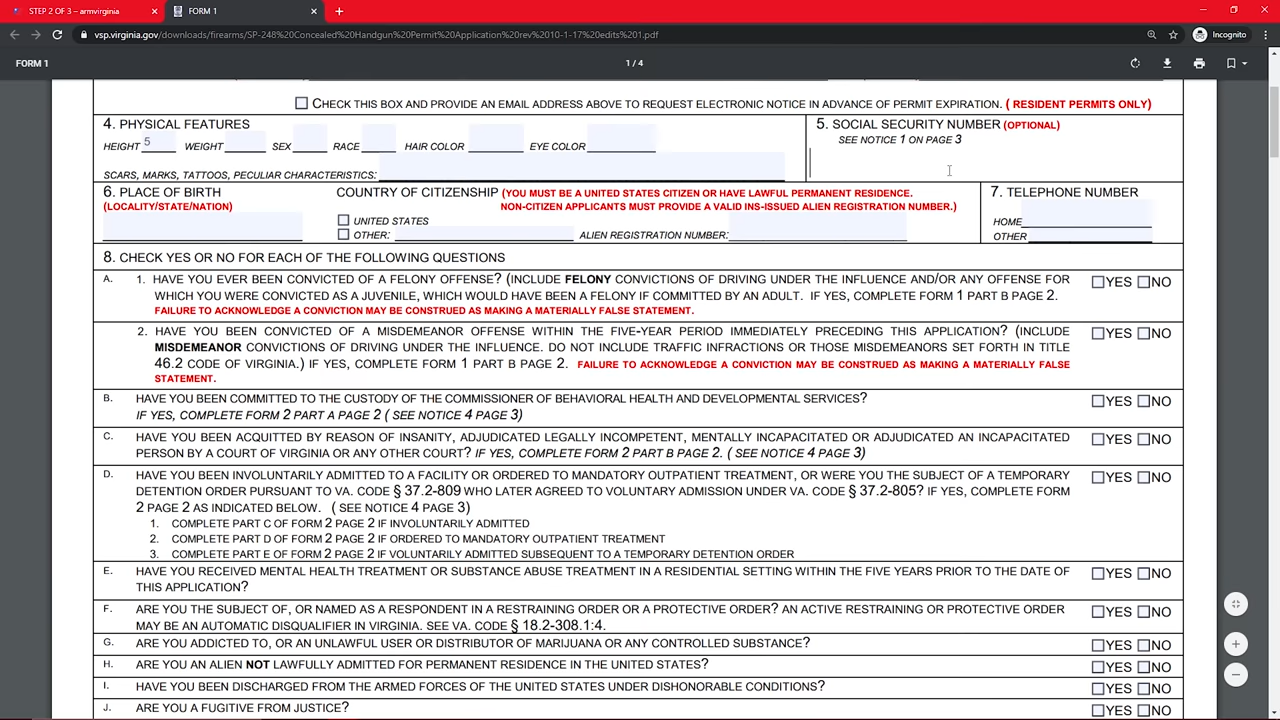 STEP 2 OF 3 – armvirginia
FORM 1
vsp.virginia.gov/downloads/firearms/SP-248%20Concealed%20Handgun%20Permit%20Application%20rev%2010-1-17%20edits%201.pdf
Incognito
FORM 1
1 / 4
CHECK THIS BOX AND PROVIDE AN EMAIL ADDRESS ABOVE TO REQUEST ELECTRONIC NOTICE IN ADVANCE OF PERMIT EXPIRATION. ( RESIDENT PERMITS ONLY)
4. PHYSICAL FEATURES
HEIGHT 5 WEIGHT SEX RACE HAIR COLOR EYE COLOR
SCARS, MARKS, TATTOOS, PECULIAR CHARACTERISTICS:
5. SOCIAL SECURITY NUMBER (OPTIONAL)
SEE NOTICE 1 ON PAGE 3
6. PLACE OF BIRTH
(LOCALITY/STATE/NATION)
COUNTRY OF CITIZENSHIP (YOU MUST BE A UNITED STATES CITIZEN OR HAVE LAWFUL PERMANENT RESIDENCE.
NON-CITIZEN APPLICANTS MUST PROVIDE A VALID INS-ISSUED ALIEN REGISTRATION NUMBER.)
UNITED STATES
OTHER: ALIEN REGISTRATION NUMBER:
7. TELEPHONE NUMBER
HOME
OTHER
8. CHECK YES OR NO FOR EACH OF THE FOLLOWING QUESTIONS
A. 1. HAVE YOU EVER BEEN CONVICTED OF A FELONY OFFENSE? (INCLUDE FELONY CONVICTIONS OF DRIVING UNDER THE INFLUENCE AND/OR ANY OFFENSE FOR YES NO
WHICH YOU WERE CONVICTED AS A JUVENILE, WHICH WOULD HAVE BEEN A FELONY IF COMMITTED BY AN ADULT. IF YES, COMPLETE FORM 1 PART B PAGE 2.
FAILURE TO ACKNOWLEDGE A CONVICTION MAY BE CONSTRUED AS MAKING A MATERIALLY FALSE STATEMENT.
2. HAVE YOU BEEN CONVICTED OF A MISDEMEANOR OFFENSE WITHIN THE FIVE-YEAR PERIOD IMMEDIATELY PRECEDING THIS APPLICATION? (INCLUDE YES NO
MISDEMEANOR CONVICTIONS OF DRIVING UNDER THE INFLUENCE. DO NOT INCLUDE TRAFFIC INFRACTIONS OR THOSE MISDEMEANORS SET FORTH IN TITLE
46.2 CODE OF VIRGINIA.) IF YES, COMPLETE FORM 1 PART B PAGE 2. FAILURE TO ACKNOWLEDGE A CONVICTION MAY BE CONSTRUED AS MAKING A MATERIALLY FALSE
STATEMENT.
B. HAVE YOU BEEN COMMITTED TO THE CUSTODY OF THE COMMISSIONER OF BEHAVIORAL HEALTH AND DEVELOPMENTAL SERVICES? YES NO
IF YES, COMPLETE FORM 2 PART A PAGE 2 ( SEE NOTICE 4 PAGE 3)
C. HAVE YOU BEEN ACQUITTED BY REASON OF INSANITY, ADJUDICATED LEGALLY INCOMPETENT, MENTALLY INCAPACITATED OR ADJUDICATED AN INCAPACITATED YES NO
PERSON BY A COURT OF VIRGINIA OR ANY OTHER COURT? IF YES, COMPLETE FORM 2 PART B PAGE 2. ( SEE NOTICE 4 PAGE 3)
D. HAVE YOU BEEN INVOLUNTARILY ADMITTED TO A FACILITY OR ORDERED TO MANDATORY OUTPATIENT TREATMENT, OR WERE YOU THE SUBJECT OF A TEMPORARY YES NO
DETENTION ORDER PURSUANT TO VA. CODE § 37.2-809 WHO LATER AGREED TO VOLUNTARY ADMISSION UNDER VA. CODE § 37.2-805? IF YES, COMPLETE FORM
2 PAGE 2 AS INDICATED BELOW. ( SEE NOTICE 4 PAGE 3)
1. COMPLETE PART C OF FORM 2 PAGE 2 IF INVOLUNTARILY ADMITTED
2. COMPLETE PART D OF FORM 2 PAGE 2 IF ORDERED TO MANDATORY OUTPATIENT TREATMENT
3. COMPLETE PART E OF FORM 2 PAGE 2 IF VOLUNTARILY ADMITTED SUBSEQUENT TO A TEMPORARY DETENTION ORDER
E. HAVE YOU RECEIVED MENTAL HEALTH TREATMENT OR SUBSTANCE ABUSE TREATMENT IN A RESIDENTIAL SETTING WITHIN THE FIVE YEARS PRIOR TO THE DATE OF YES NO
THIS APPLICATION?
F. ARE YOU THE SUBJECT OF, OR NAMED AS A RESPONDENT IN A RESTRAINING ORDER OR A PROTECTIVE ORDER? AN ACTIVE RESTRAINING OR PROTECTIVE ORDER YES NO
MAY BE AN AUTOMATIC DISQUALIFIER IN VIRGINIA. SEE VA. CODE § 18.2-308.1:4.
G. ARE YOU ADDICTED TO, OR AN UNLAWFUL USER OR DISTRIBUTOR OF MARIJUANA OR ANY CONTROLLED SUBSTANCE? YES NO
H. ARE YOU AN ALIEN NOT LAWFULLY ADMITTED FOR PERMANENT RESIDENCE IN THE UNITED STATES? YES NO
I. HAVE YOU BEEN DISCHARGED FROM THE ARMED FORCES OF THE UNITED STATES UNDER DISHONORABLE CONDITIONS? YES NO
J. ARE YOU A FUGITIVE FROM JUSTICE? YES NO